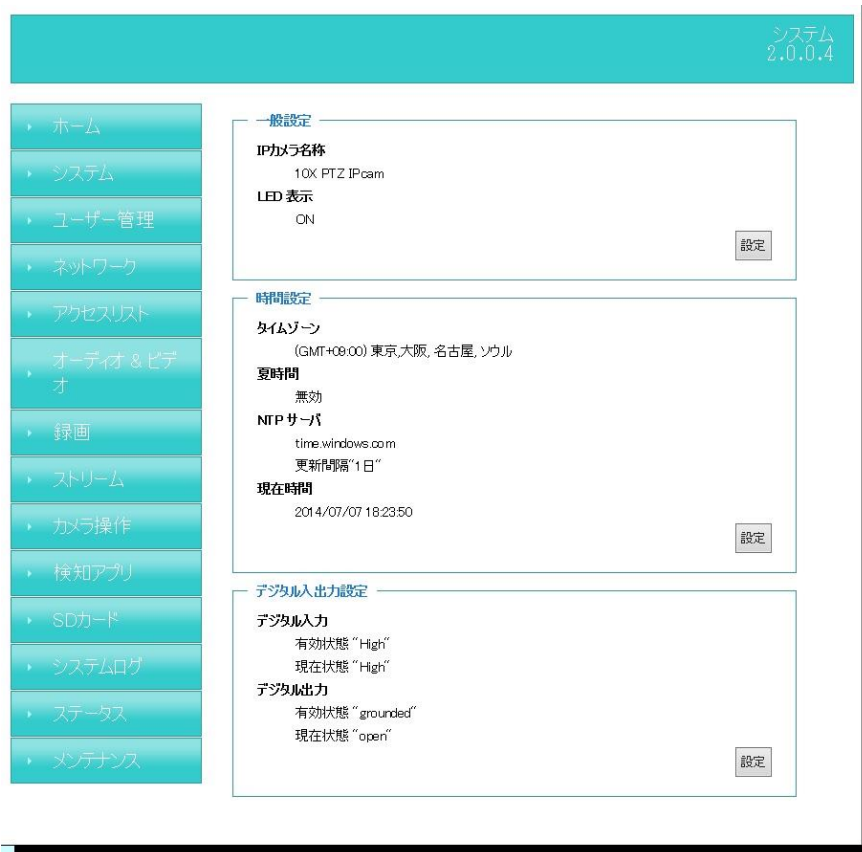 システム
2.0.0.4
ホーム
システム
ユーザー管理
ネットワーク
アクセスリスト
オーディオ & ビデ
オ
録画
ストリーム
カメラ操作
検知アプリ
SDカード
システムログ
ステータス
メンテナンス
一般設定
IPカメラ名称
10X PTZ IPcam
LED 表示
ON
設定
時間設定
タイムゾーン
(GMT+09:00) 東京,大阪, 名古屋, ソウル
夏時間
無効
NTP サーバ
time.windows.com
更新間隔"1 日"
現在時間
2014/07/07 18:23:50
設定
デジタル入出力設定
デジタル入力
有効状態 "High"
現在状態 "High"
デジタル出力
有効状態 "grounded"
現在状態 "open"
設定